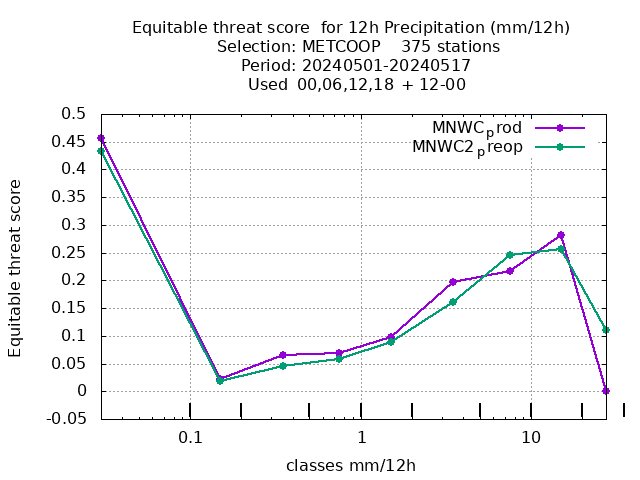 Equitable threat score for 12h Precipitation (mm/12h)
Selection: METCOOP 375 stations
Period: 20240501-20240517
Used 00,06,12,18 + 12-00
MNWCprod
MNWC2preop
Equitable threat score
0.5
0.45
0.4
0.35
0.3
0.25
0.2
0.15
0.1
0.05
0
-0.05
0.1 1 10
classes mm/12h